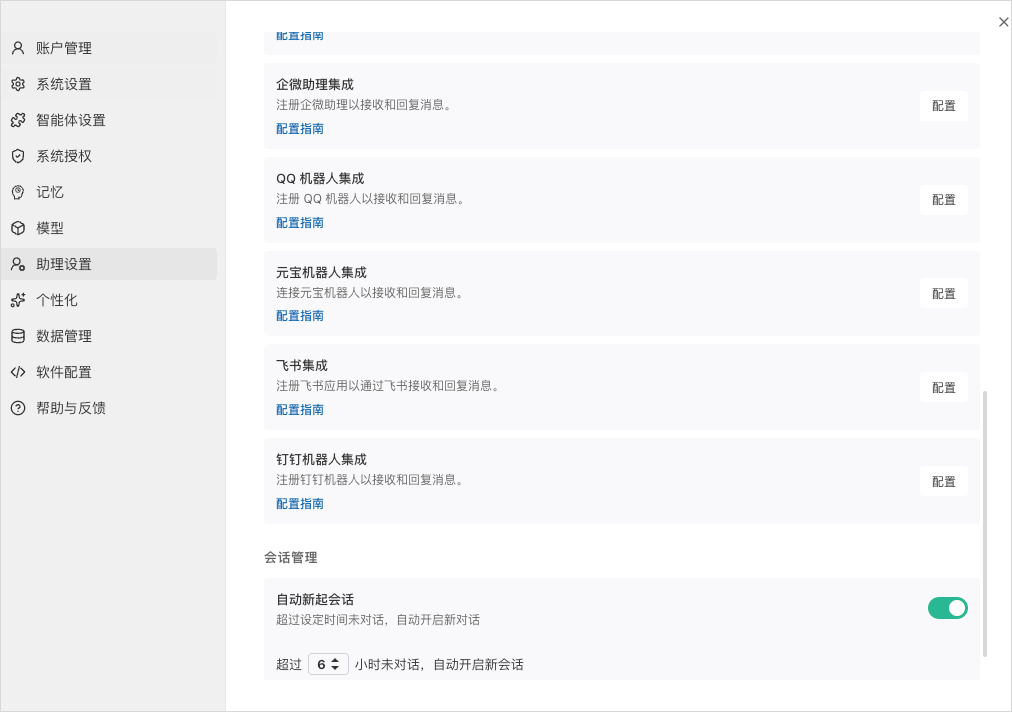 账户管理
系统设置
智能体设置
系统授权
记忆
模型
助理设置
个性化
数据管理
软件配置
帮助与反馈
配置指南
企微助理集成
注册企微助理以接收和回复消息。
配置指南
配置
QQ 机器人集成
注册 QQ 机器人以接收和回复消息。
配置指南
配置
元宝机器人集成
连接元宝机器人以接收和回复消息。
配置指南
配置
飞书集成
注册飞书应用以通过飞书接收和回复消息。
配置指南
配置
钉钉机器人集成
注册钉钉机器人以接收和回复消息。
配置指南
配置
会话管理
自动新起会话
超过设定时间未对话，自动开启新对话
超过 6 小时未对话，自动开启新会话